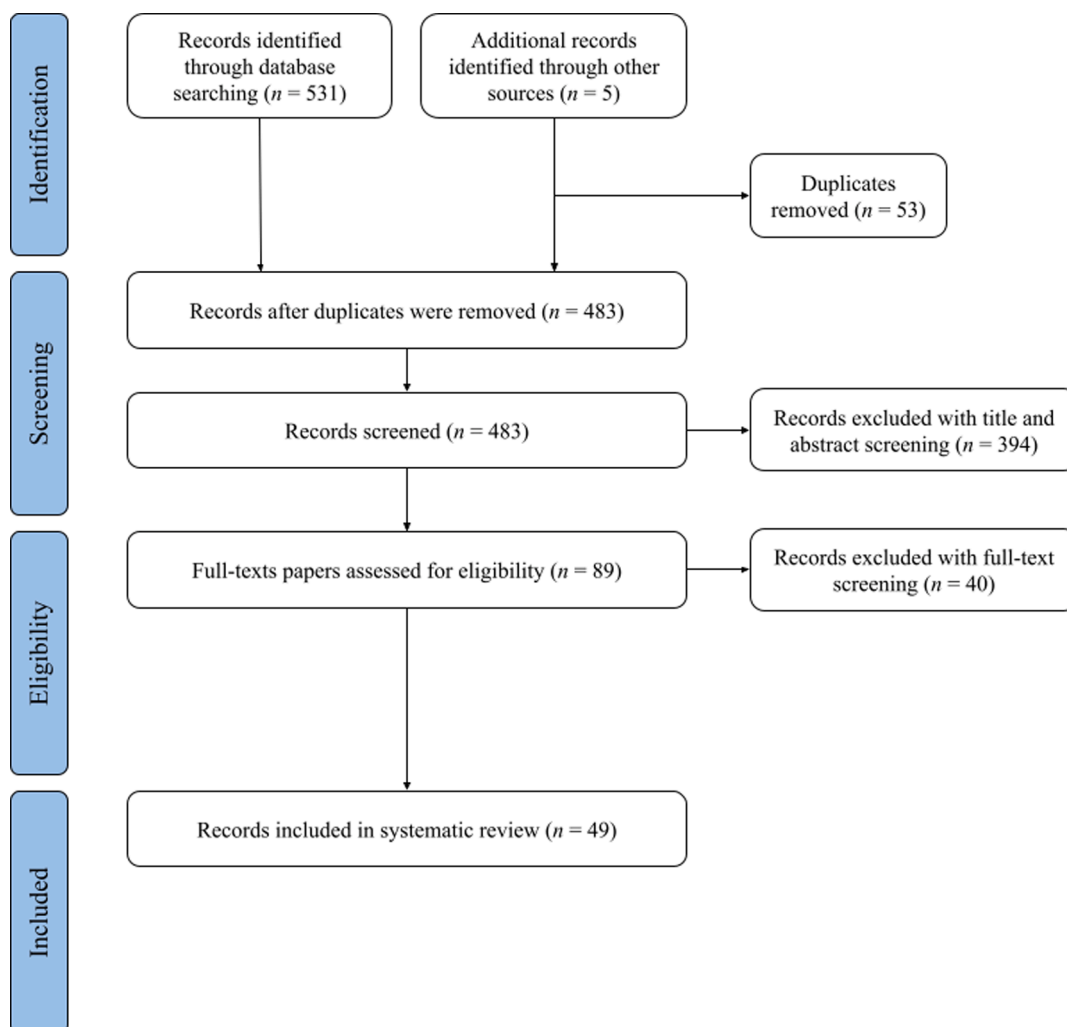 Identification
Records identified
through database
searching (n = 531)
Additional records
identified through other
sources (n = 5)
Duplicates
removed (n = 53)
Screening
Records after duplicates were removed (n = 483)
Records screened (n = 483)
Records excluded with title and
abstract screening (n = 394)
Eligibility
Full-texts papers assessed for eligibility (n = 89)
Records excluded with full-text
screening (n = 40)
Included
Records included in systematic review (n = 49)